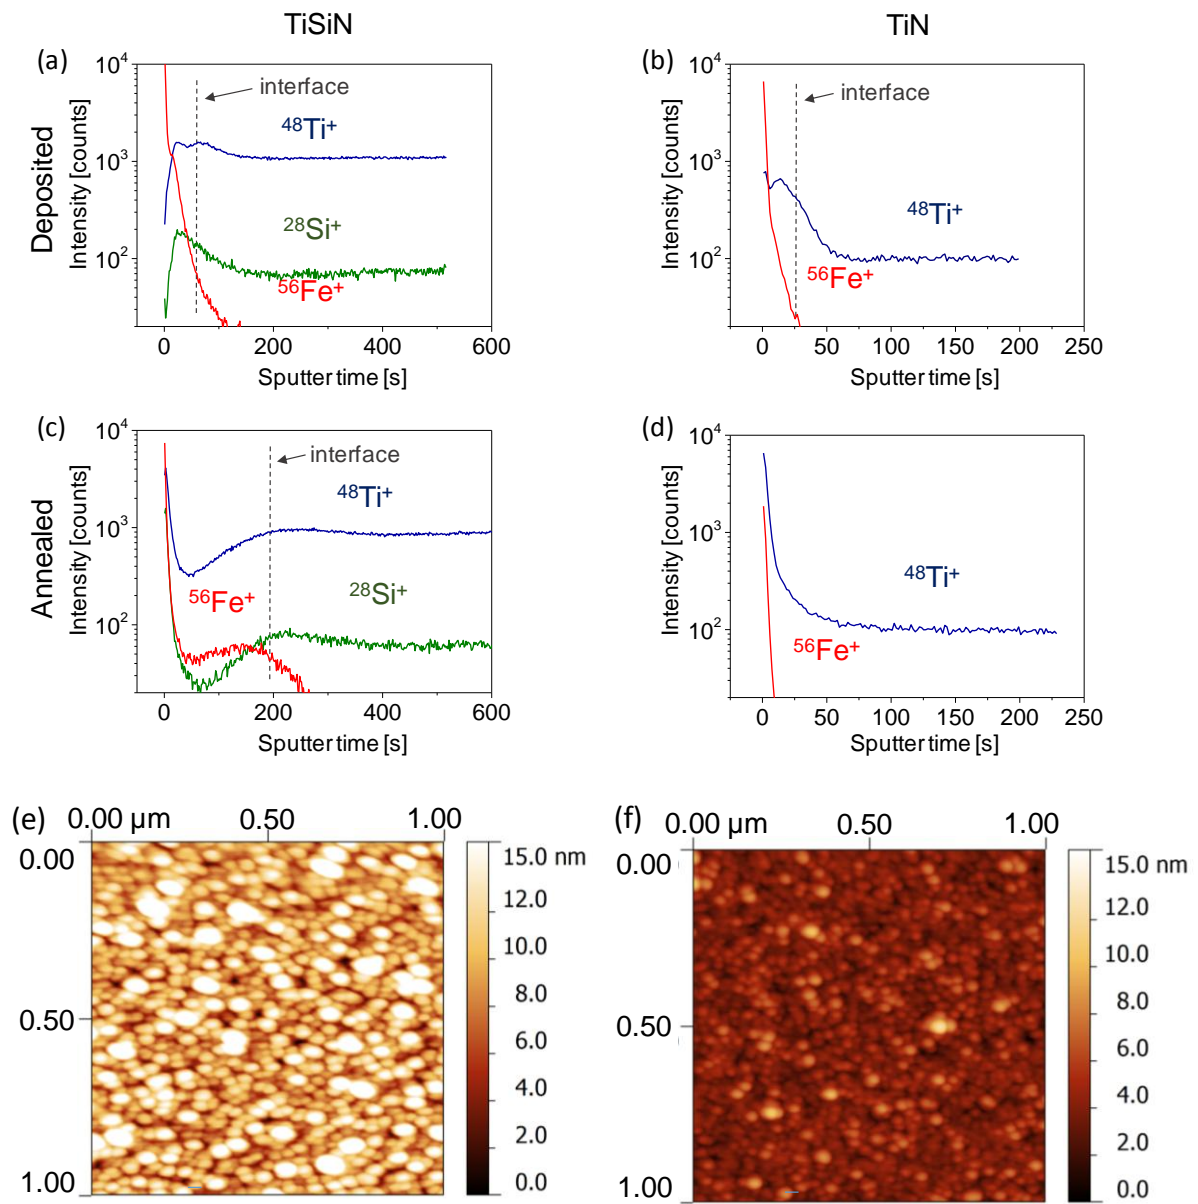 TiSiN
TiN
Deposited
(a)
10⁴
10³
10²
Intensity [counts]
interface
⁴⁸Ti⁺
²⁸Si⁺
⁵⁶Fe⁺
0 200 400 600
Sputter time [s]
(b)
10⁴
10³
10²
Intensity [counts]
interface
⁴⁸Ti⁺
⁵⁶Fe⁺
0 50 100 150 200 250
Sputter time [s]
Annealed
(c)
10⁴
10³
10²
Intensity [counts]
interface
⁴⁸Ti⁺
⁵⁶Fe⁺
²⁸Si⁺
0 200 400 600
Sputter time [s]
(d)
10⁴
10³
10²
Intensity [counts]
⁴⁸Ti⁺
⁵⁶Fe⁺
0 50 100 150 200 250
Sputter time [s]
(e)
0.00 µm 0.50 1.00
0.00
0.50
1.00
15.0 nm
12.0
10.0
8.0
6.0
4.0
2.0
0.0
(f)
0.00 µm 0.50 1.00
0.00
0.50
1.00
15.0 nm
12.0
10.0
8.0
6.0
4.0
2.0
0.0